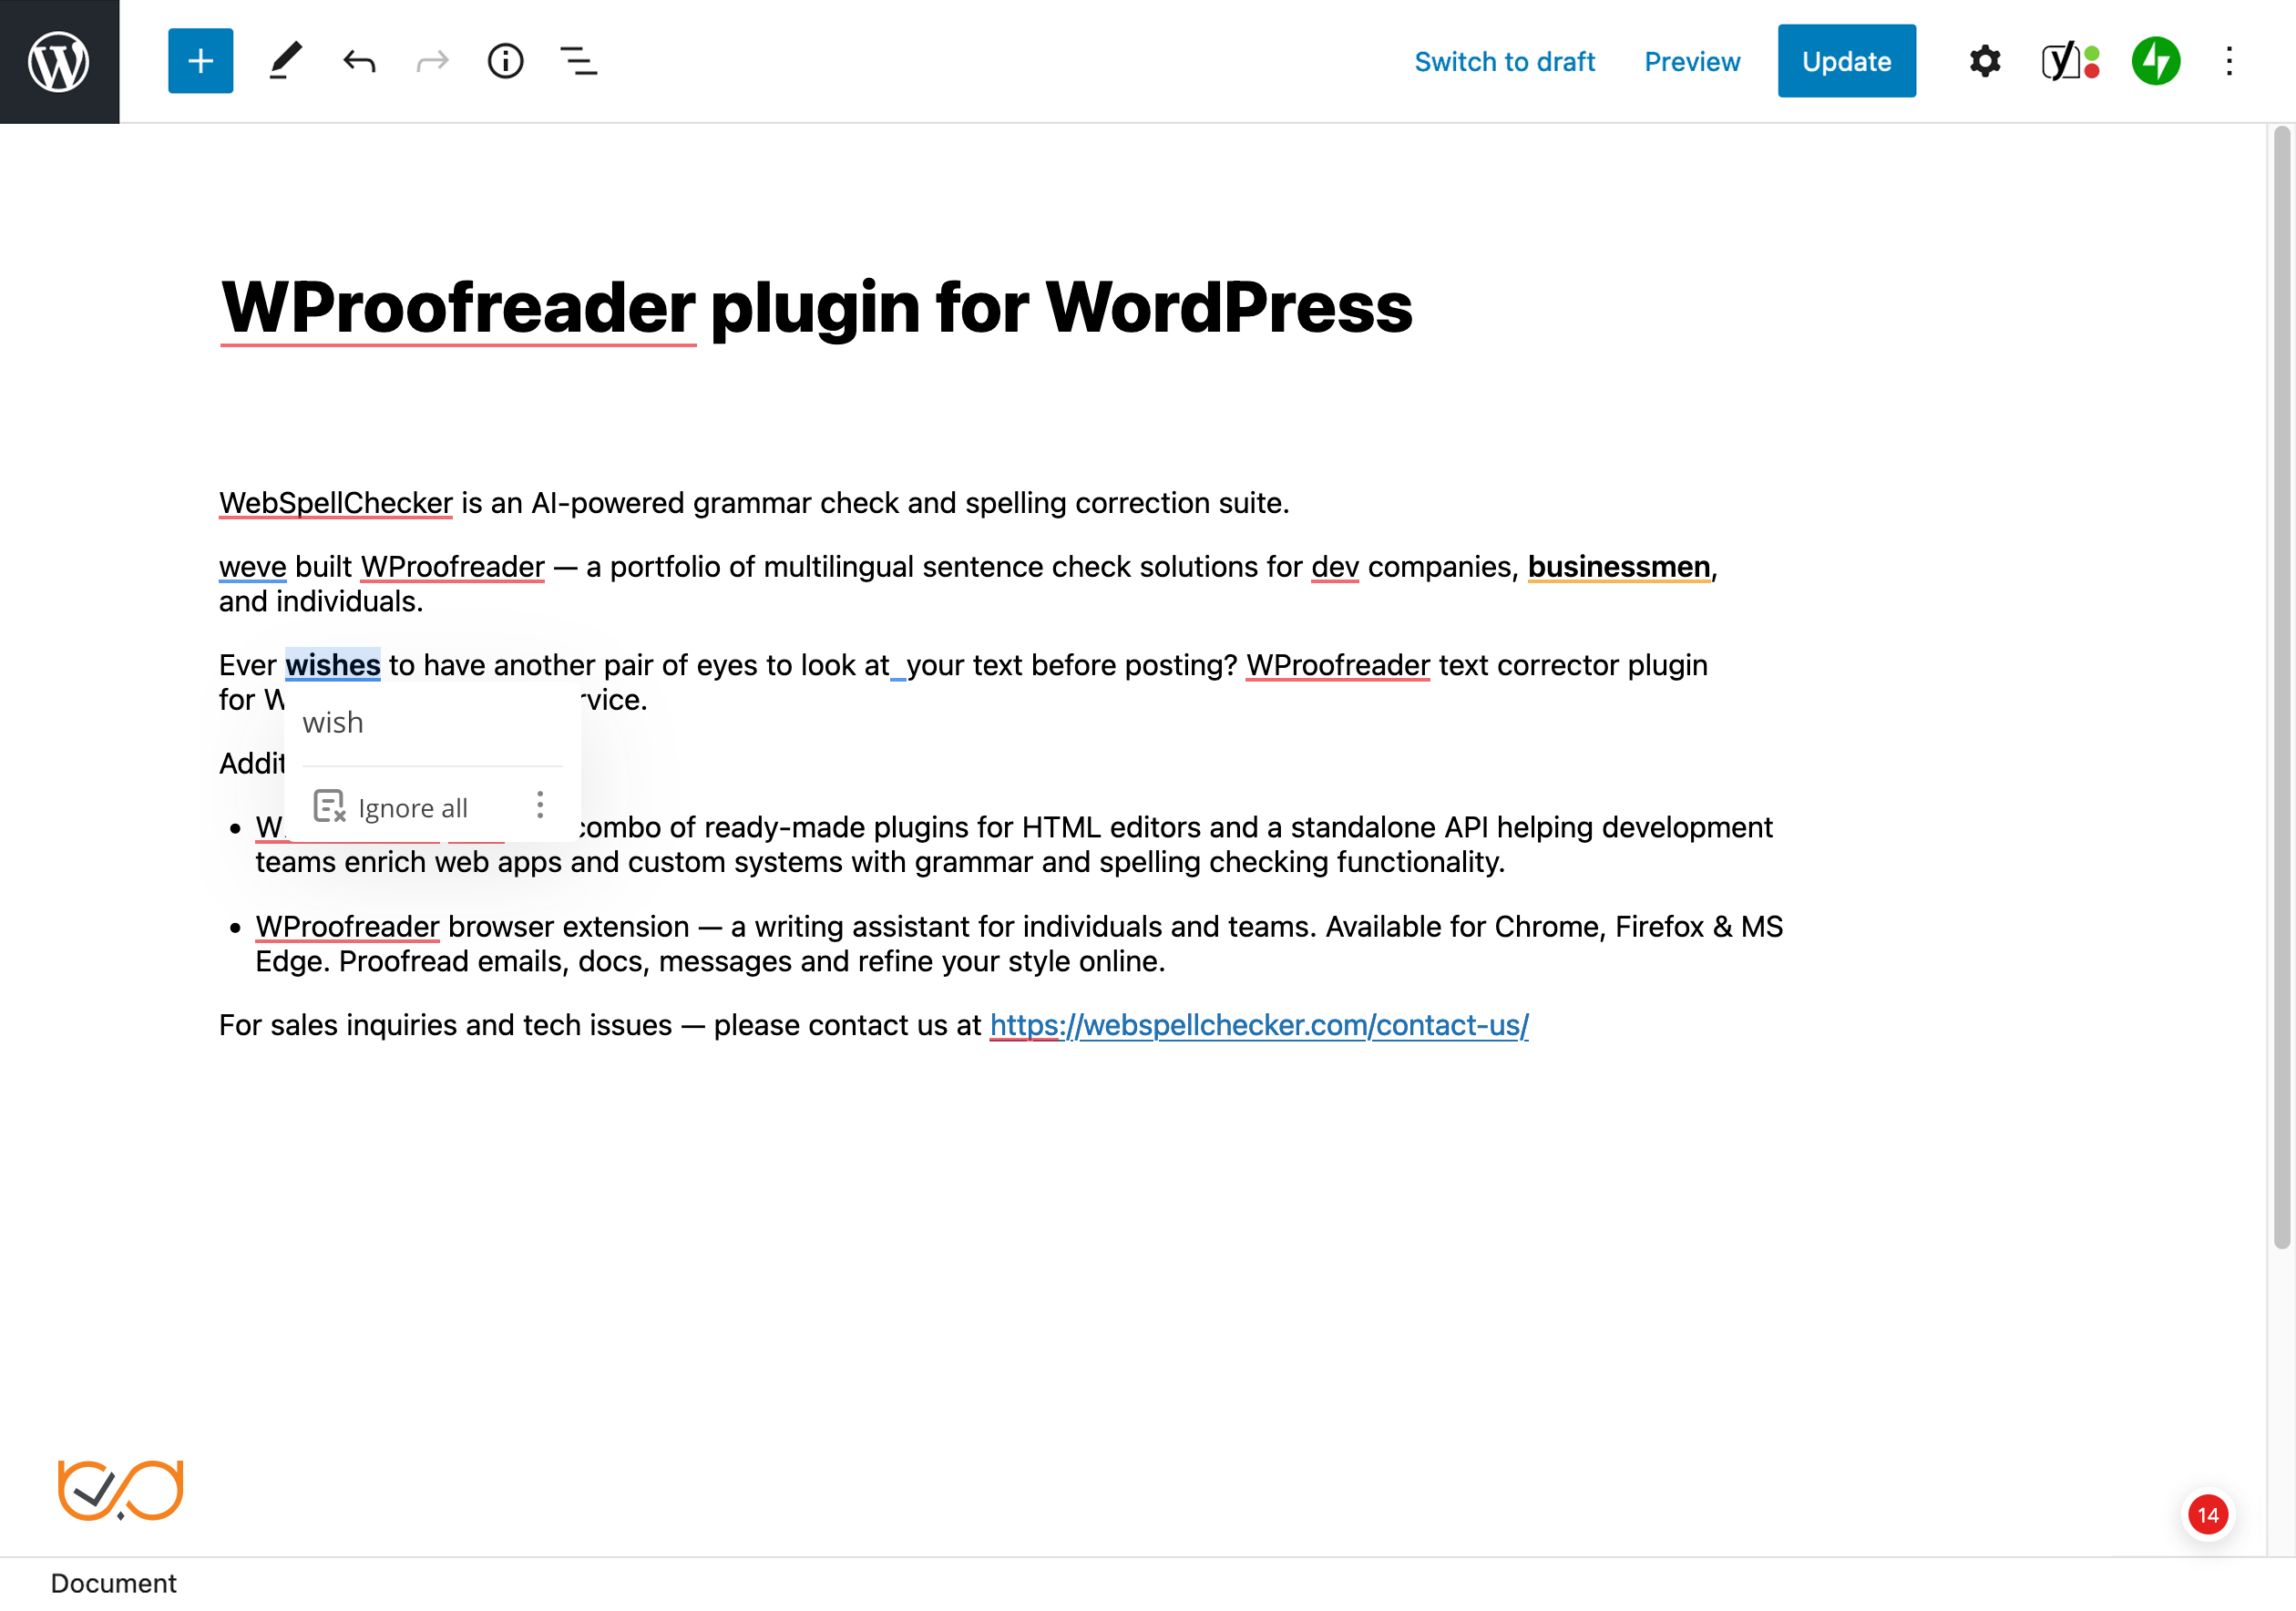 Switch to draft Preview Update
WProofreader plugin for WordPress
WebSpellChecker is an AI-powered grammar check and spelling correction suite.
weve built WProofreader — a portfolio of multilingual sentence check solutions for dev companies, businessmen,
and individuals.
Ever wishes to have another pair of eyes to look at  your text before posting? WProofreader text corrector plugin
for
wish
Ignore all
combo of ready-made plugins for HTML editors and a standalone API helping development
teams enrich web apps and custom systems with grammar and spelling checking functionality.
• WProofreader browser extension — a writing assistant for individuals and teams. Available for Chrome, Firefox & MS
Edge. Proofread emails, docs, messages and refine your style online.
For sales inquiries and tech issues — please contact us at https://webspellchecker.com/contact-us/
14
Document